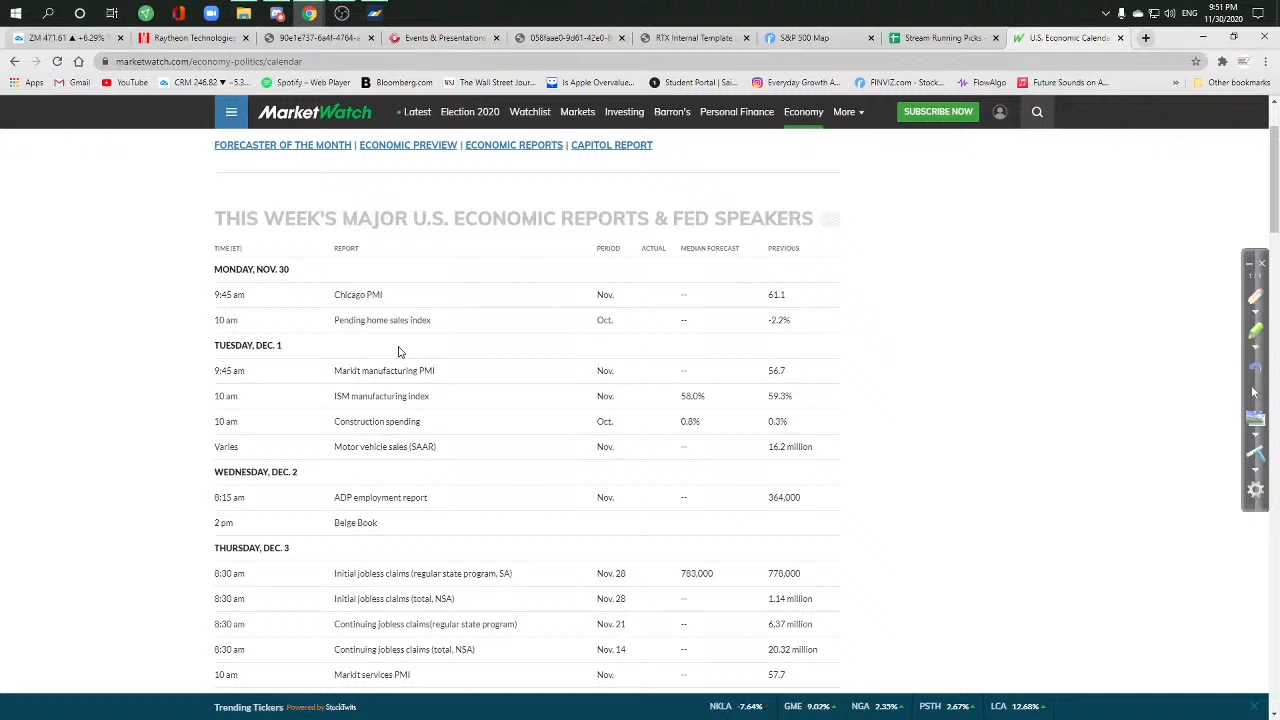 9:51 PM
ENG
11/30/2020
ZM 471.61 ▲ +6.29% T
Raytheon Technologies
90e1e737-6a4f-4764-a
Events & Presentations
058faae0-9d61-42e0-8
RTX Internal Template
S&P 500 Map
Stream Running Picks -
U.S. Economic Calenda
marketwatch.com/economy-politics/calendar
Apps
Gmail
YouTube
CRM 246.82 ▼ −5.3...
Spotify - Web Player
Bloomberg.com
The Wall Street Jour...
Is Apple Overvalue...
Student Portal | Sai...
Everyday Growth A...
FINVIZ.com - Stock...
FlowAlgo
Future Sounds on A...
»
Other bookmarks
MarketWatch
Latest
Election 2020
Watchlist
Markets
Investing
Barron's
Personal Finance
Economy
More
SUBSCRIBE NOW
FORECASTER OF THE MONTH | ECONOMIC PREVIEW | ECONOMIC REPORTS | CAPITOL REPORT
THIS WEEK'S MAJOR U.S. ECONOMIC REPORTS & FED SPEAKERS
TIME (ET) REPORT PERIOD ACTUAL MEDIAN FORECAST PREVIOUS
MONDAY, NOV. 30
9:45 am Chicago PMI Nov. -- 61.1
10 am Pending home sales index Oct. -- -2.2%
TUESDAY, DEC. 1
9:45 am Markit manufacturing PMI Nov. -- 56.7
10 am ISM manufacturing index Nov. 58.0% 59.3%
10 am Construction spending Oct. 0.8% 0.3%
Varies Motor vehicle sales (SAAR) Nov. -- 16.2 million
WEDNESDAY, DEC. 2
8:15 am ADP employment report Nov. -- 364,000
2 pm Beige Book
THURSDAY, DEC. 3
8:30 am Initial jobless claims (regular state program, SA) Nov. 28 783,000 778,000
8:30 am Initial jobless claims (total, NSA) Nov. 28 -- 1.14 million
8:30 am Continuing jobless claims(regular state program) Nov. 21 -- 6.37 million
8:30 am Continuing jobless claims (total, NSA) Nov. 14 -- 20.32 million
10 am Markit services PMI Nov. -- 57.7
1 / 1
Trending Tickers Powered by StockTwits
NKLA -7.64% GME 9.02% NGA 2.35% PSTH 2.67% LCA 12.68%